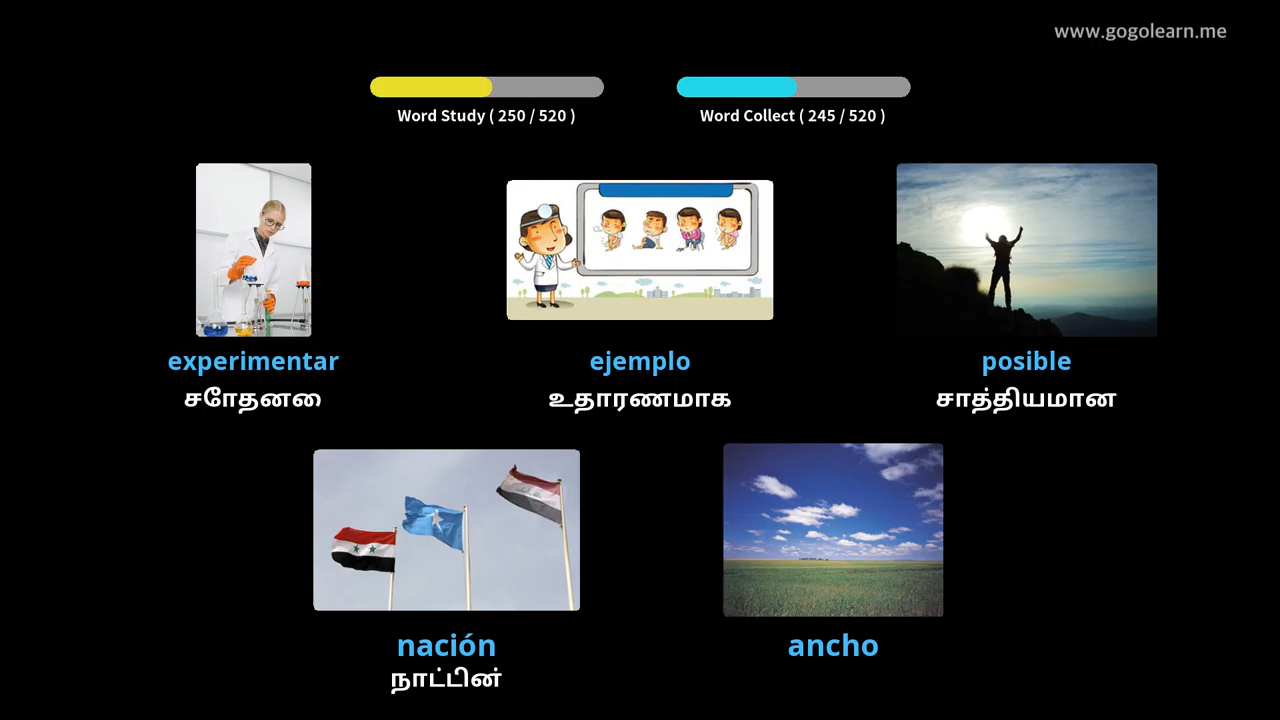 www.gogolearn.me
Word Study ( 250 / 520 )
Word Collect ( 245 / 520 )
experimentar
சோதனை
ejemplo
உதாரணமாக
posible
சாத்தியமான
nación
நாட்டின்
ancho